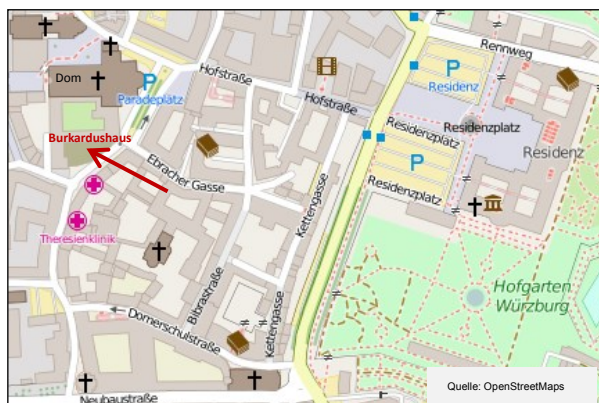 Dom
P
Paradeplatz
Hofstraße
Hofstraße
Rennweg
P
Residenz
Residenzplatz
Residenzplatz
Residenz
P
Residenzplatz
Burkardushaus
Ebracher Gasse
Theresienklinik
Kettengasse
Bibrastraße
Kettengasse
Domerschulstraße
Neubaustraße
Hofgarten
Würzburg
Quelle: OpenStreetMaps